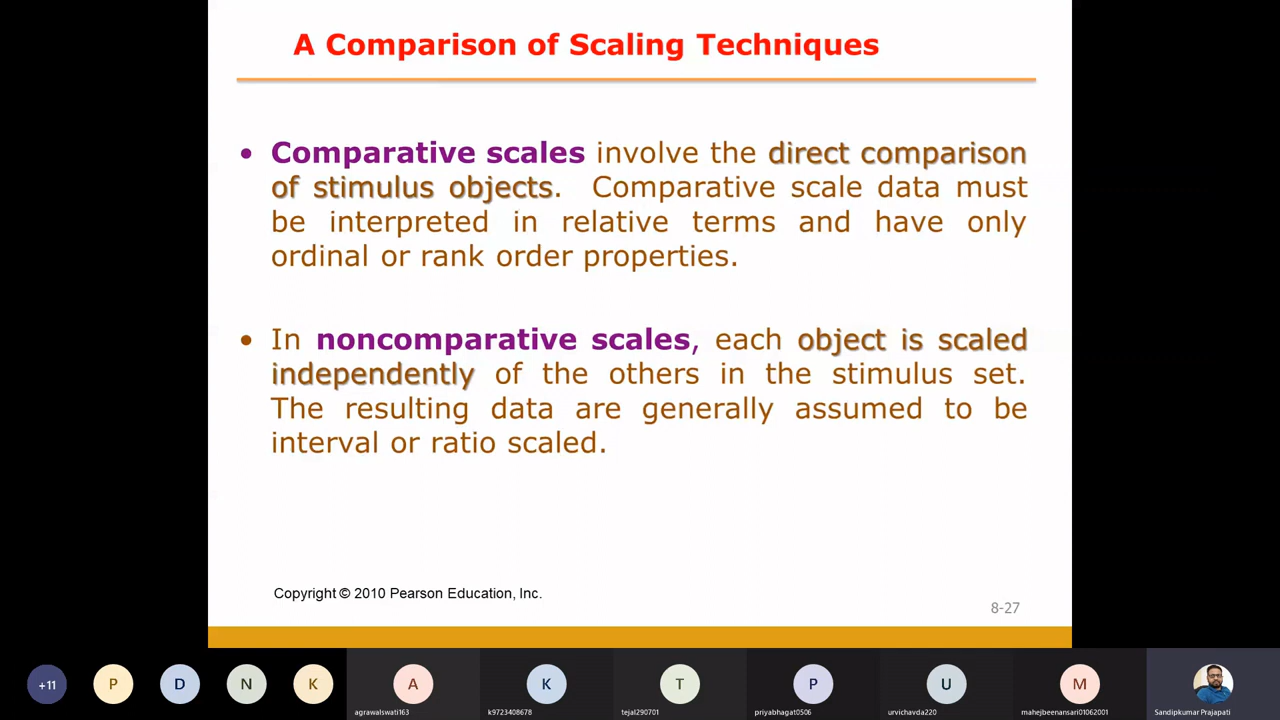 A Comparison of Scaling Techniques
• Comparative scales involve the direct comparison
of stimulus objects. Comparative scale data must
be interpreted in relative terms and have only
ordinal or rank order properties.
• In noncomparative scales, each object is scaled
independently of the others in the stimulus set.
The resulting data are generally assumed to be
interval or ratio scaled.
Copyright © 2010 Pearson Education, Inc.
8-27
+11 P D N K A K T P U M
agrawalswati163 k9723408678 tejal290701 priyabhagat0506 urvichavda220 mahejbeenansari01062001 Sandipkumar Prajapati